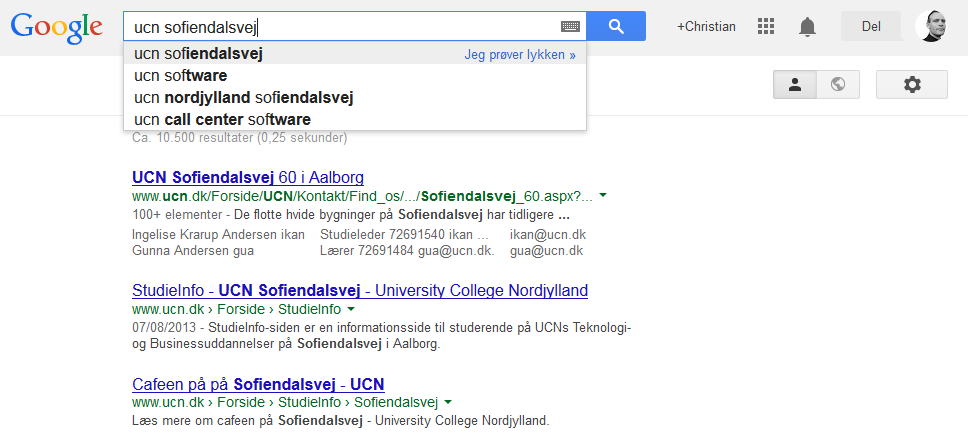 Google
ucn sofiendalsvej
+Christian
Del
ucn sofiendalsvej Jeg prøver lykken »
ucn software
ucn nordjylland sofiendalsvej
ucn call center software
Ca. 10.500 resultater (0,25 sekunder)
UCN Sofiendalsvej 60 i Aalborg
www.ucn.dk/Forside/UCN/Kontakt/Find_os/.../Sofiendalsvej_60.aspx?...
100+ elementer - De flotte hvide bygninger på Sofiendalsvej har tidligere ...
Ingelise Krarup Andersen ikan Studieleder 72691540 ikan ... ikan@ucn.dk
Gunna Andersen gua Lærer 72691484 gua@ucn.dk. gua@ucn.dk
StudieInfo - UCN Sofiendalsvej - University College Nordjylland
www.ucn.dk › Forside › StudieInfo
07/08/2013 - StudieInfo-siden er en informationsside til studerende på UCNs Teknologi-
og Businessuddannelser på Sofiendalsvej i Aalborg.
Cafeen på på Sofiendalsvej - UCN
www.ucn.dk › Forside › StudieInfo › Sofiendalsvej
Læs mere om cafeen på Sofiendalsvej - University College Nordjylland.